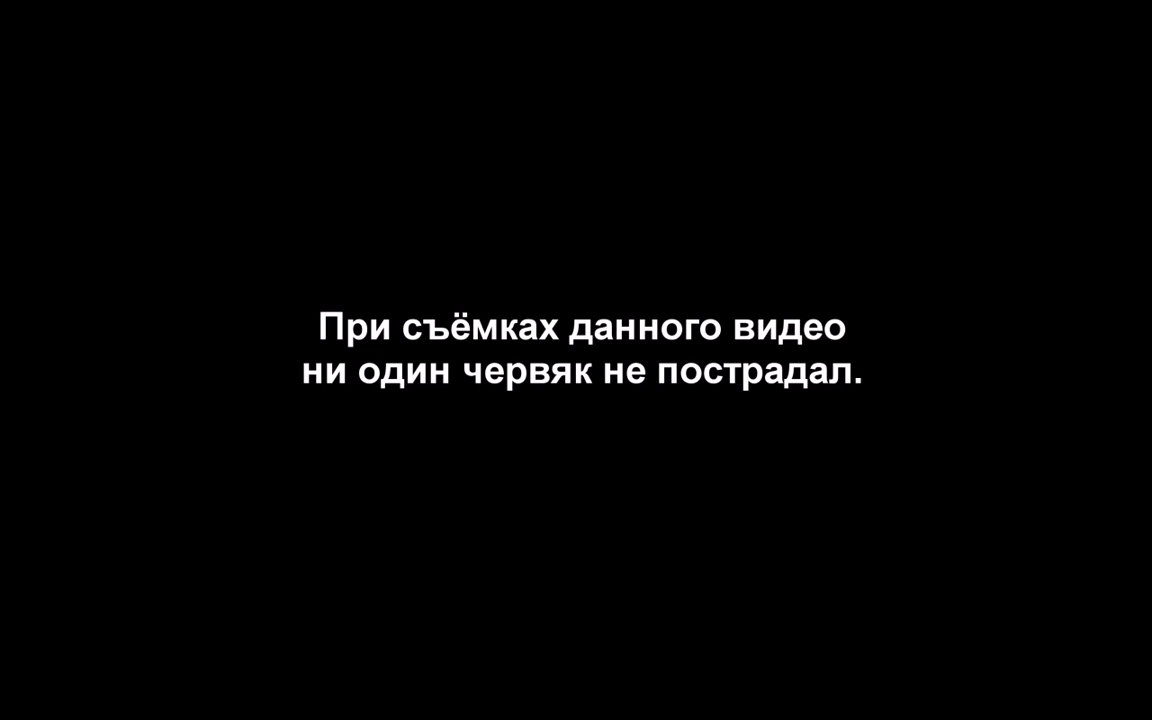 При съёмках данного видео
ни один червяк не пострадал.